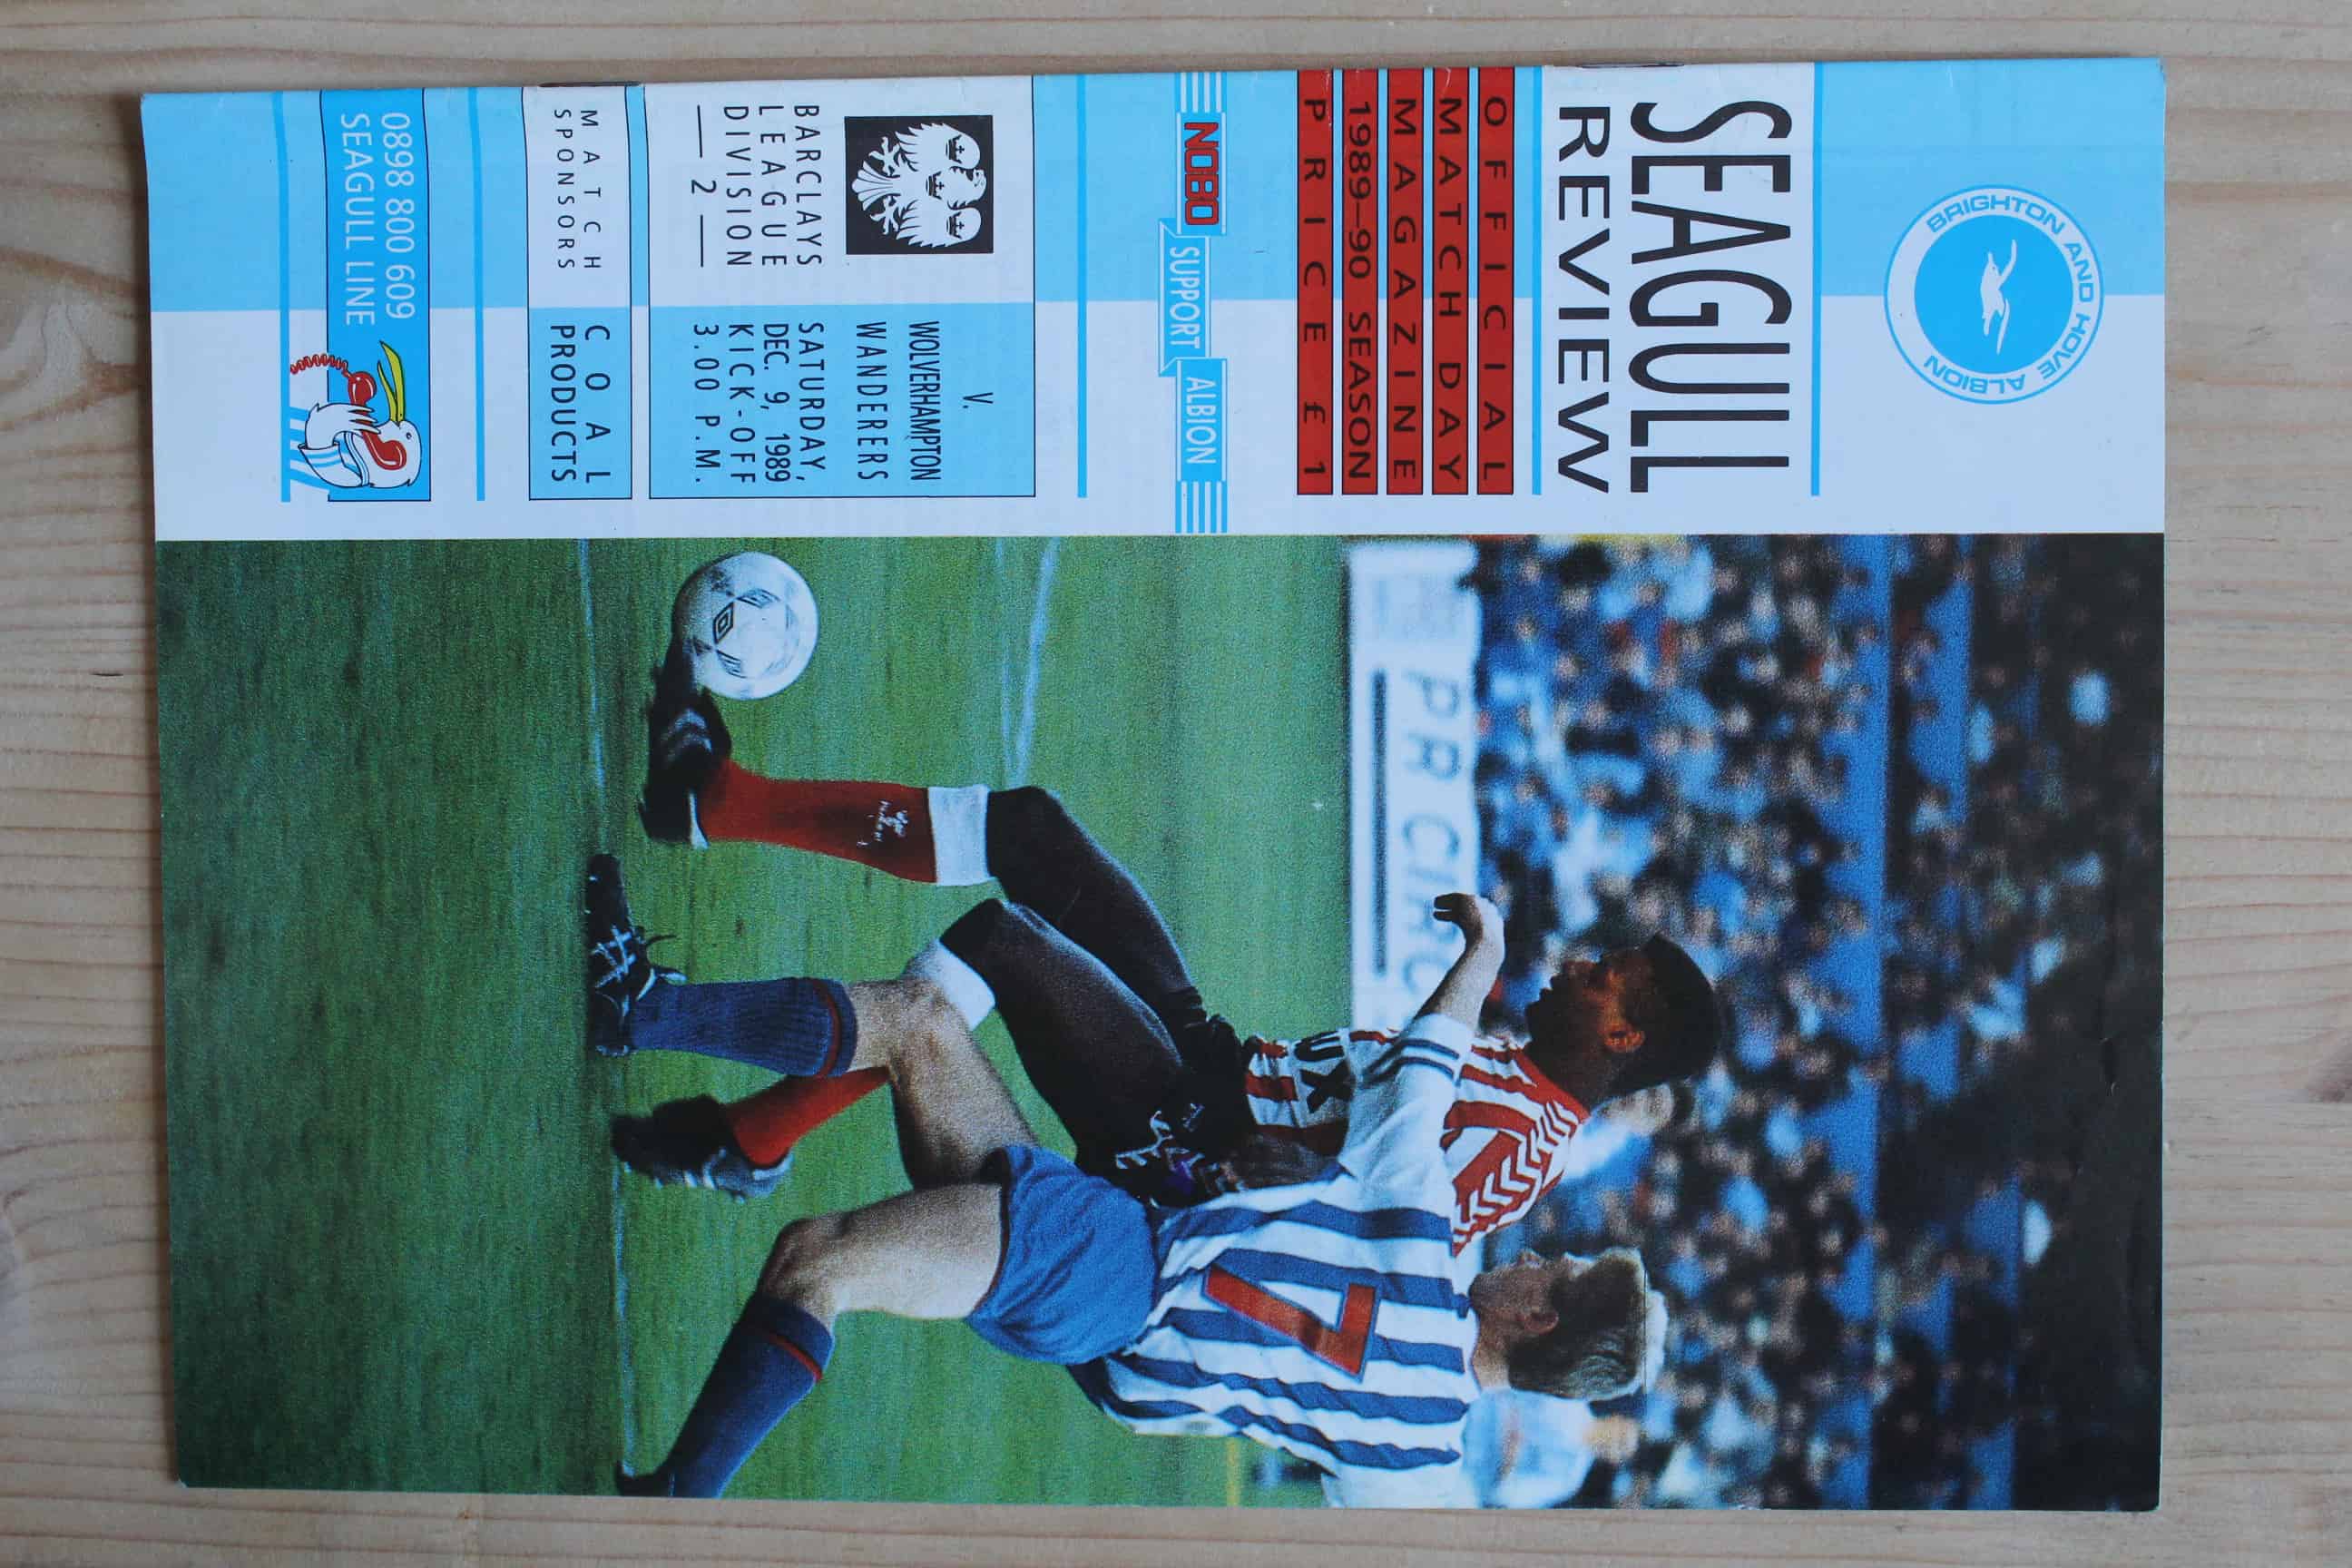 BRIGHTON AND HOVE ALBION
SEAGULL
REVIEW
OFFICIAL
MATCH DAY
MAGAZINE
1989–90 SEASON
PRICE £1
NOBO
SUPPORT
ALBION
V.
WOLVERHAMPTON
WANDERERS
BARCLAYS
LEAGUE
DIVISION
— 2 —
SATURDAY,
DEC. 9, 1989
KICK-OFF
3.00 P.M.
MATCH
SPONSORS
COAL
PRODUCTS
0898 800 609
SEAGULL LINE
PR CIRC
4